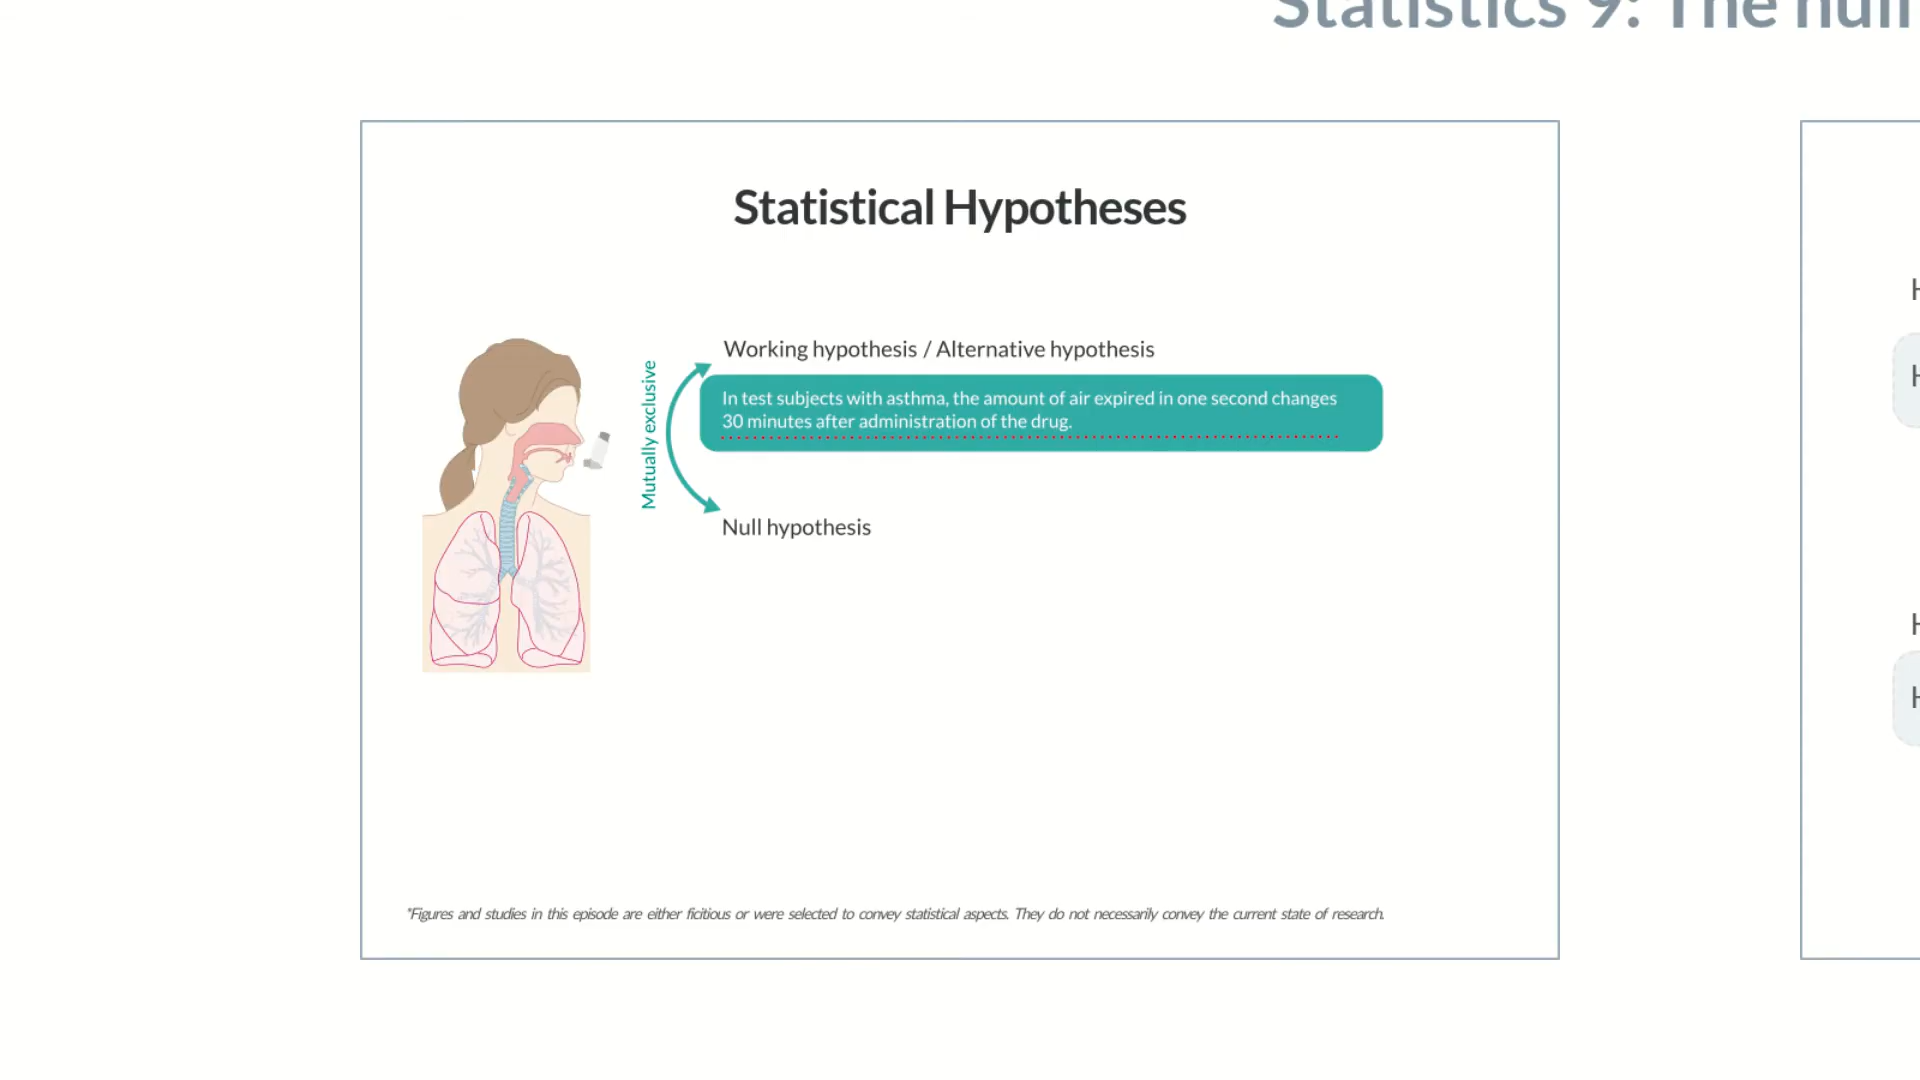 Statistics 9: The null
Statistical Hypotheses
Working hypothesis / Alternative hypothesis
Mutually exclusive
In test subjects with asthma, the amount of air expired in one second changes
30 minutes after administration of the drug.
Null hypothesis
*Figures and studies in this episode are either ficitious or were selected to convey statistical aspects. They do not necessarily convey the current state of research.